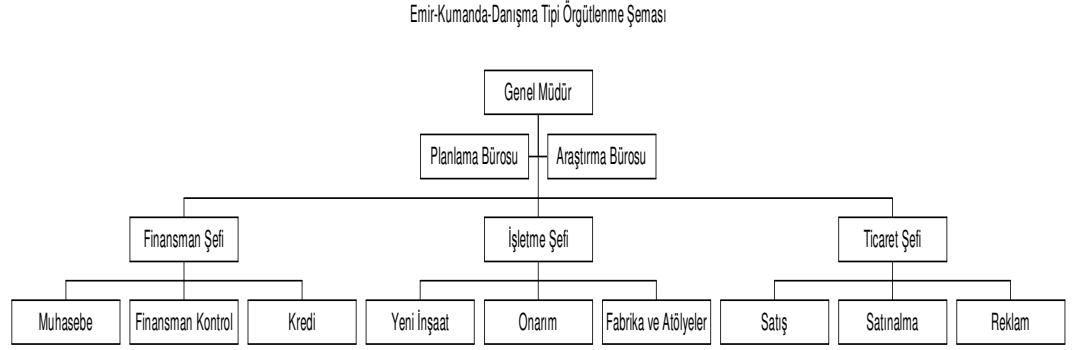 Emir-Kumanda-Danışma Tipi Örgütlenme Şeması
Genel Müdür
Planlama Bürosu
Araştırma Bürosu
Finansman Şefi
İşletme Şefi
Ticaret Şefi
Muhasebe
Finansman Kontrol
Kredi
Yeni İnşaat
Onarım
Fabrika ve Atölyeler
Satış
Satınalma
Reklam